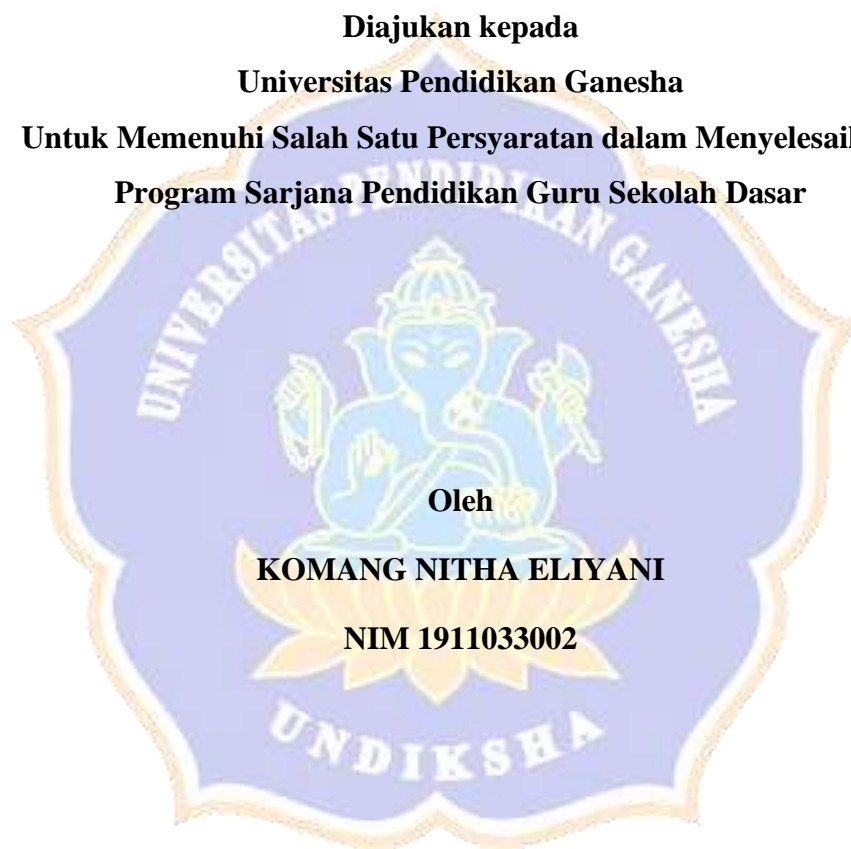 Diajukan kepada
Universitas Pendidikan Ganesha
Untuk Memenuhi Salah Satu Persyaratan dalam
Program Sarjana Pendidikan Guru Sekolah Dasar
UNIVERSITAS PENDIDIKAN GANESHA
Oleh
KOMANG NITHA ELIYANI
NIM 1911033002
UNDIKSHA